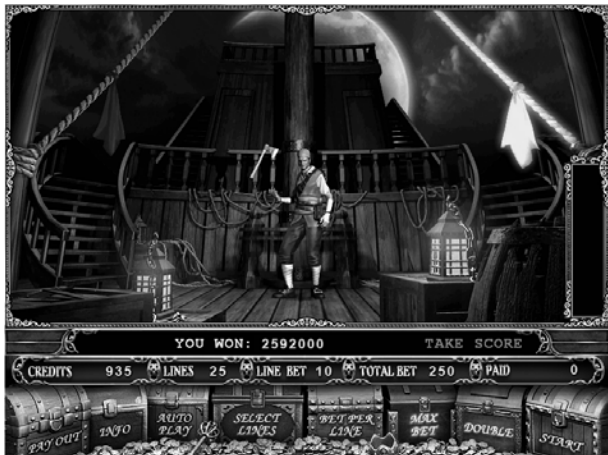 YOU WON: 2592000 TAKE SCORE
CREDITS 935 LINES 25 LINE BET 10 TOTAL BET 250 PAID 0
PAY OUT INFO AUTO PLAY SELECT LINES BET PER LINE MAX BET DOUBLE START